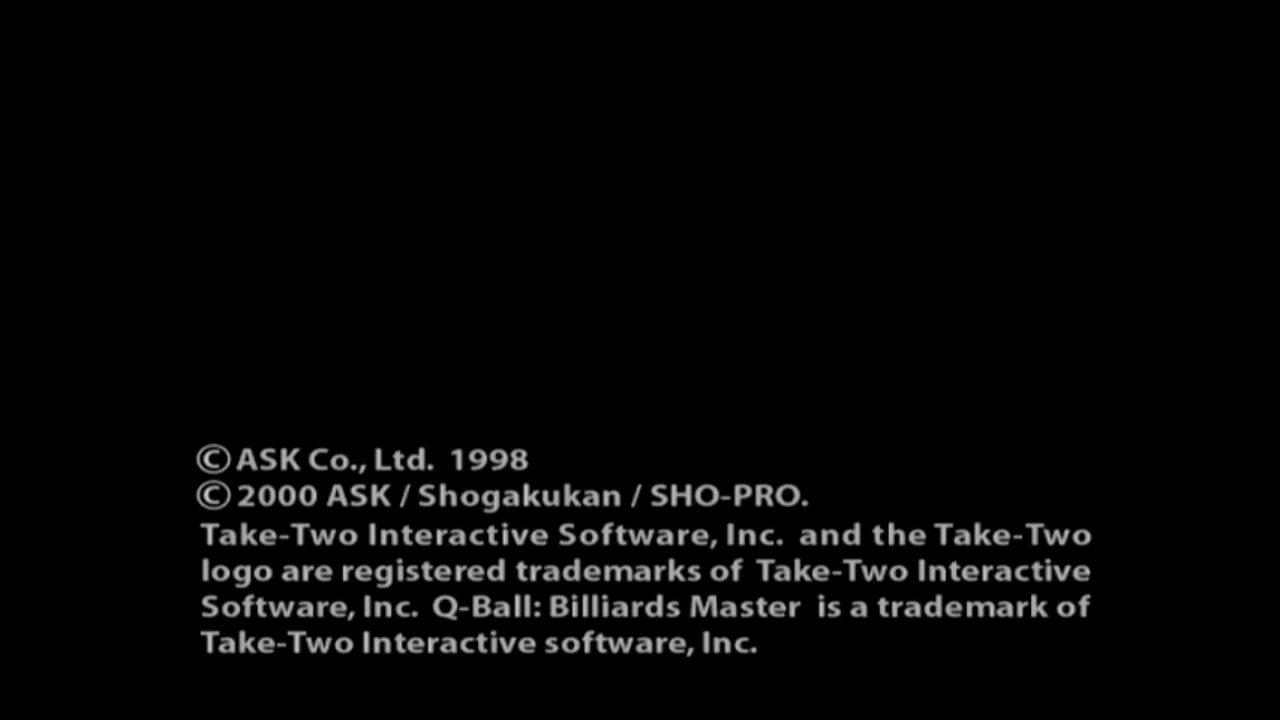 © ASK Co., Ltd. 1998
© 2000 ASK / Shogakukan / SHO-PRO.
Take-Two Interactive Software, Inc. and the Take-Two
logo are registered trademarks of Take-Two Interactive
Software, Inc. Q-Ball: Billiards Master is a trademark of
Take-Two Interactive software, Inc.